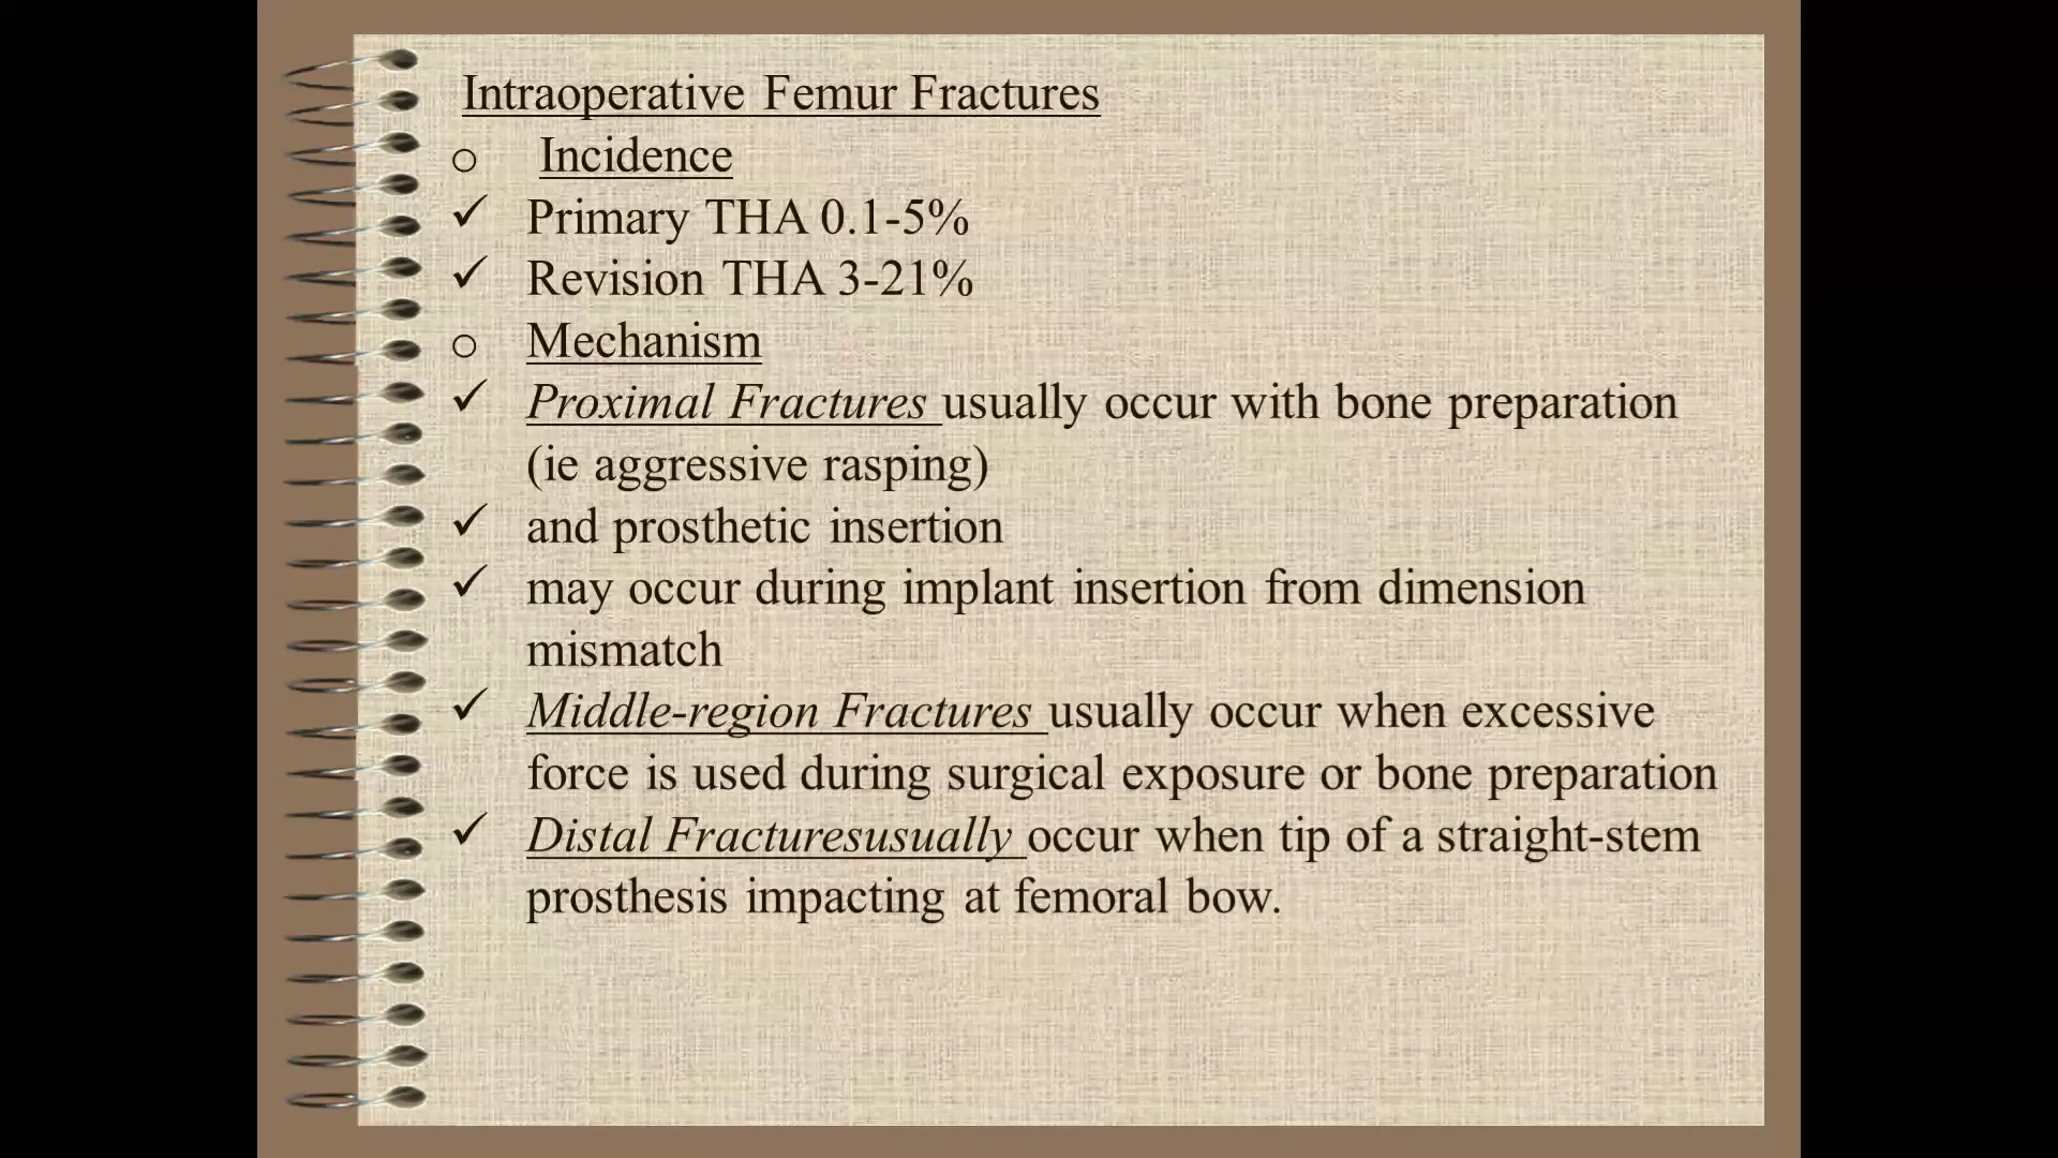 Intraoperative Femur Fractures
o Incidence
✓ Primary THA 0.1-5%
✓ Revision THA 3-21%
o Mechanism
✓ Proximal Fractures usually occur with bone preparation
(ie aggressive rasping)
✓ and prosthetic insertion
✓ may occur during implant insertion from dimension
mismatch
✓ Middle-region Fractures usually occur when excessive
force is used during surgical exposure or bone preparation
✓ Distal Fracturesusually occur when tip of a straight-stem
prosthesis impacting at femoral bow.